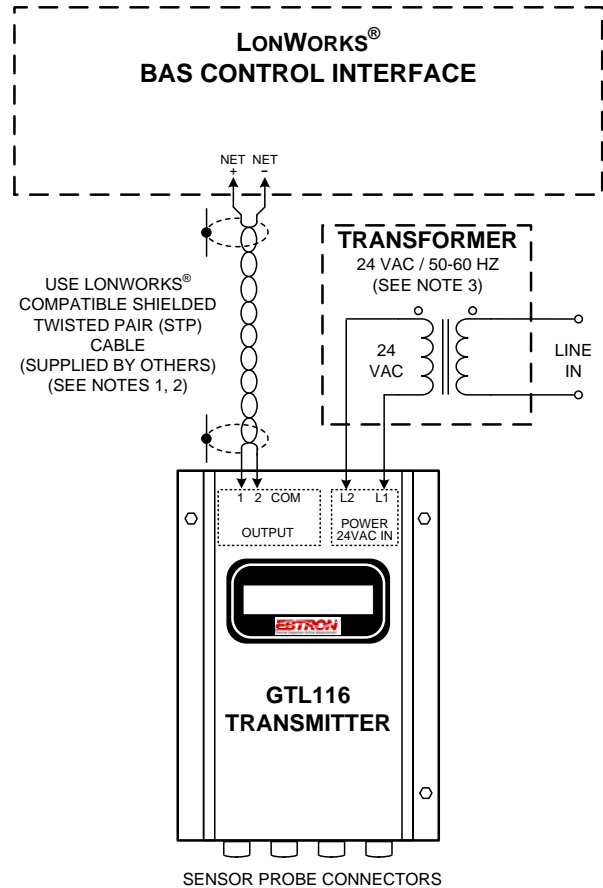 LONWORKS®
BAS CONTROL INTERFACE
NET NET
+ −
TRANSFORMER
24 VAC / 50-60 HZ
(SEE NOTE 3)
USE LONWORKS®
COMPATIBLE SHIELDED
TWISTED PAIR (STP)
CABLE
(SUPPLIED BY OTHERS)
(SEE NOTES 1, 2)
24
VAC
LINE
IN
1 2 COM
OUTPUT
L2 L1
POWER
24VAC IN
EBTRON
GTL116
TRANSMITTER
SENSOR PROBE CONNECTORS